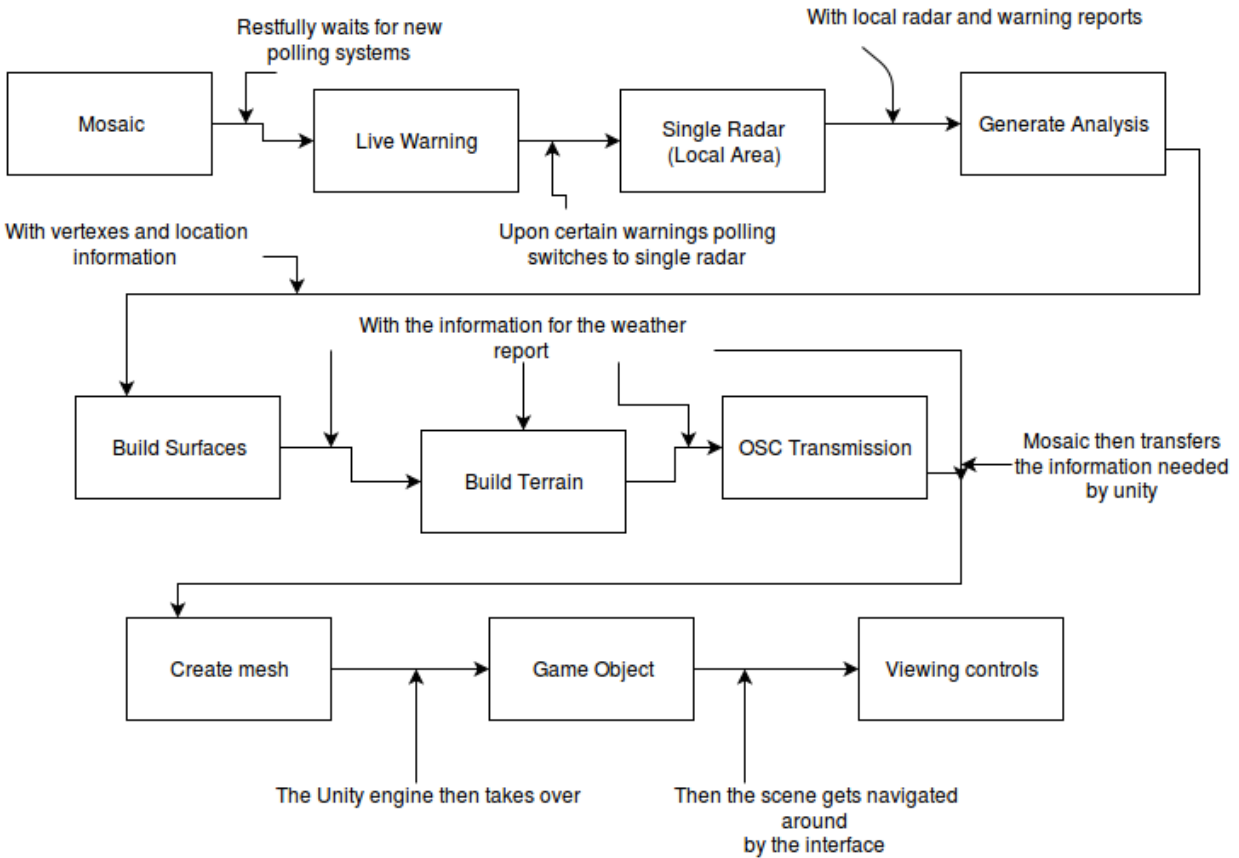 Restfully waits for new
polling systems
With local radar and warning reports
Mosaic
Live Warning
Single Radar
(Local Area)
Generate Analysis
With vertexes and location
information
Upon certain warnings polling
switches to single radar
With the information for the weather
report
Build Surfaces
Build Terrain
OSC Transmission
Mosaic then transfers
the information needed
by unity
Create mesh
Game Object
Viewing controls
The Unity engine then takes over
Then the scene gets navigated
around
by the interface